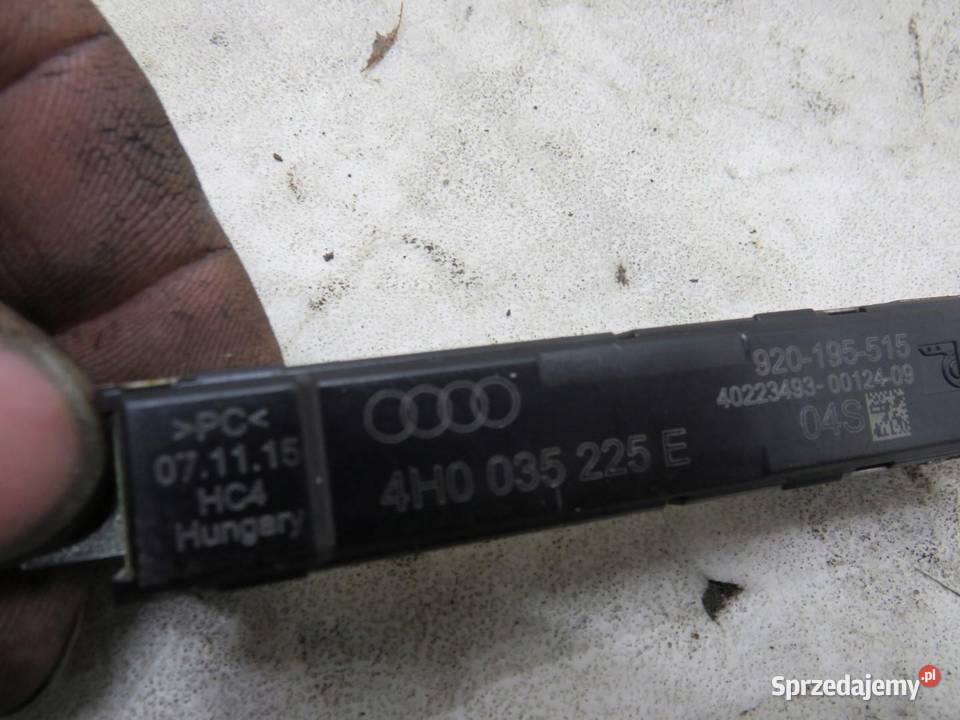 >PC<
07.11.15
HC4
Hungary
4H0 035 225 E
920-195-515
40223493-00124-09
04S
Sprzedajemy.pl